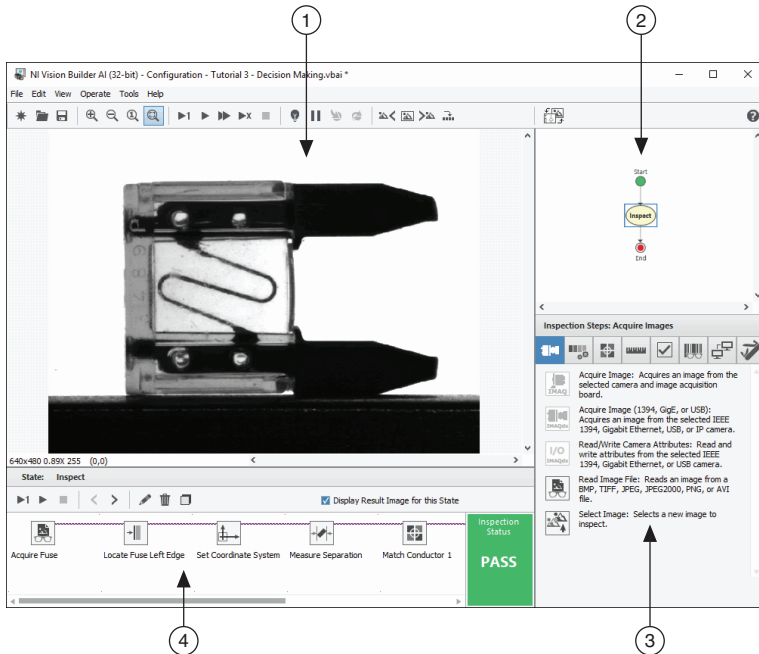 1
2
NI Vision Builder AI (32-bit) - Configuration - Tutorial 3 - Decision Making.vbai *
File Edit View Operate Tools Help
Start
Inspect
End
Inspection Steps: Acquire Images
Acquire Image: Acquires an image from the
selected camera and image acquisition
board.
IMAQ
Acquire Image (1394, GigE, or USB):
Acquires an image from the selected IEEE
1394, Gigabit Ethernet, USB, or IP camera.
IMAQdx
Read/Write Camera Attributes: Read and
write attributes from the selected IEEE
1394, Gigabit Ethernet, or USB camera.
I/O
IMAQdx
Read Image File: Reads an image from a
BMP, TIFF, JPEG, JPEG2000, PNG, or AVI
file.
Select Image: Selects a new image to
inspect.
640x480 0.89X 255 (0,0)
State: Inspect
Display Result Image for this State
Acquire Fuse
Locate Fuse Left Edge
Set Coordinate System
Measure Separation
Match Conductor 1
Inspection
Status
PASS
4
3